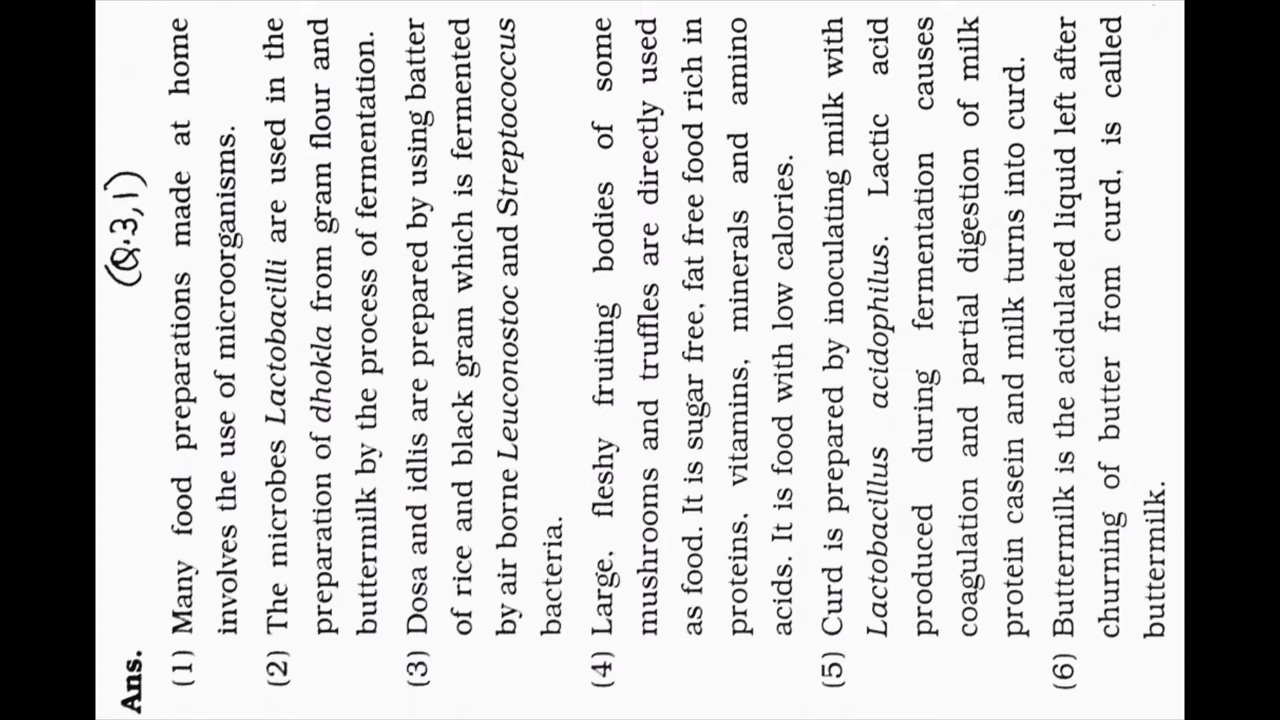 (Q.3,1)
Ans.
(1) Many food preparations made at home
involves the use of microorganisms.
(2) The microbes Lactobacilli are used in the
preparation of dhokla from gram flour and
buttermilk by the process of fermentation.
(3) Dosa and idlis are prepared by using batter
of rice and black gram which is fermented
by air borne Leuconostoc and Streptococcus
bacteria.
(4) Large, fleshy fruiting bodies of some
mushrooms and truffles are directly used
as food. It is sugar free, fat free food rich in
proteins, vitamins, minerals and amino
acids. It is food with low calories.
(5) Curd is prepared by inoculating milk with
Lactobacillus acidophilus. Lactic acid
produced during fermentation causes
coagulation and partial digestion of milk
protein casein and milk turns into curd.
(6) Buttermilk is the acidulated liquid left after
churning of butter from curd, is called
buttermilk.